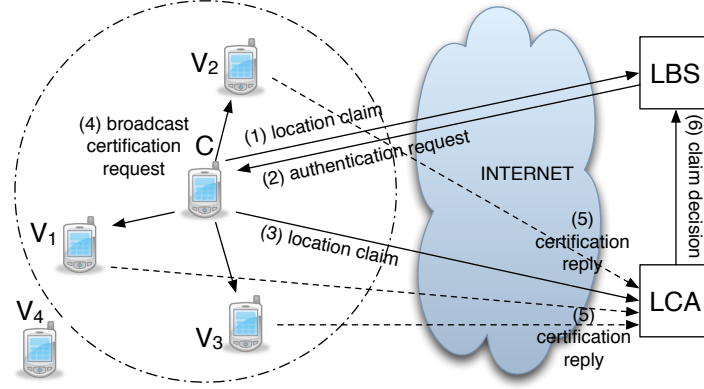 V2
LBS
(4) broadcast
certification
request
C
(1) location claim
(2) authentication request
INTERNET
(6) claim decision
V1
(3) location claim
(5)
certification
reply
LCA
V4
V3
(5)
certification
reply